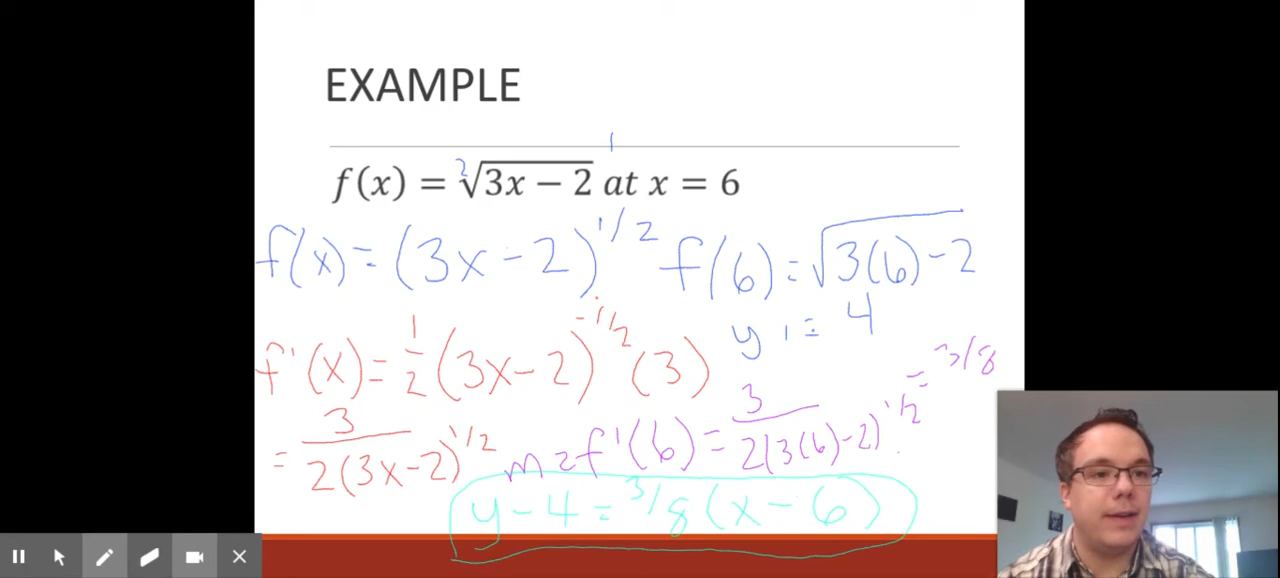 EXAMPLE
f(x) = ²√3x − 2 at x = 6
f(x) = (3x − 2)^1/2 f(6) = √3(6) − 2
y1 = 4
f'(x) = 1/2 (3x − 2)^-1/2 (3)
= 3/2(3x − 2)^1/2
m = f'(6) = 3/2(3(6) − 2)^1/2 = 3/8
y − 4 = 3/8 (x − 6)